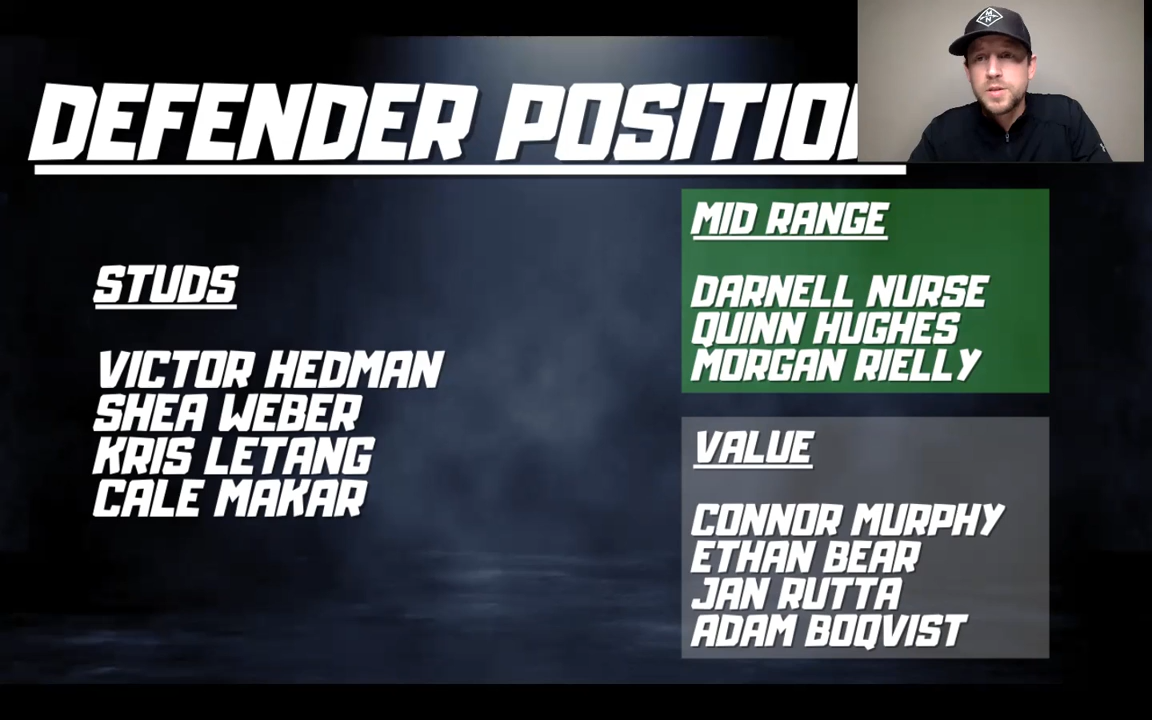 DEFENDER POSITIO
STUDS
VICTOR HEDMAN
SHEA WEBER
KRIS LETANG
CALE MAKAR
MID RANGE
DARNELL NURSE
QUINN HUGHES
MORGAN RIELLY
VALUE
CONNOR MURPHY
ETHAN BEAR
JAN RUTTA
ADAM BOQVIST